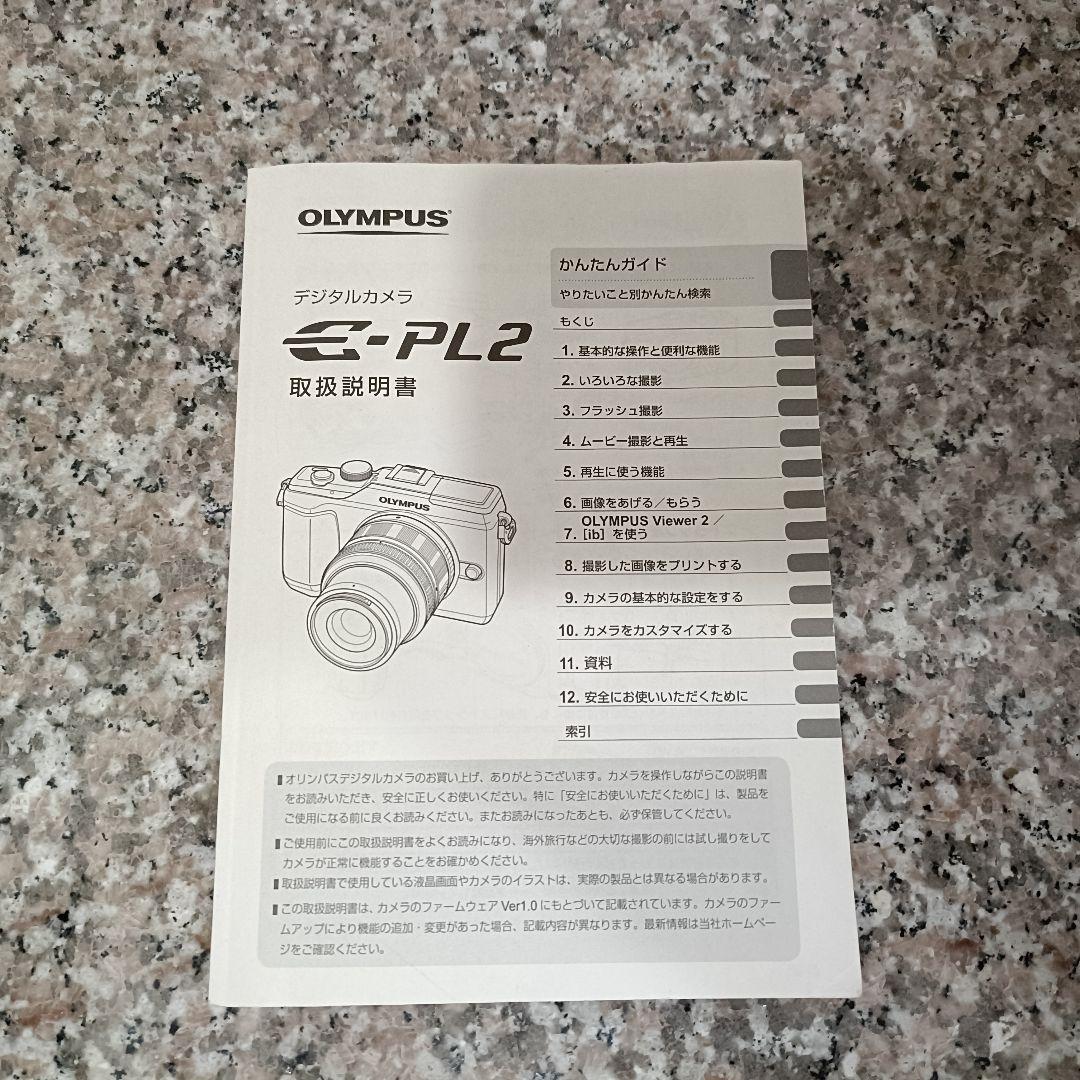 OLYMPUS
デジタルカメラ
E-PL2
取扱説明書
OLYMPUS
かんたんガイド
やりたいこと別かんたん検索
もくじ
1. 基本的な操作と便利な機能
2. いろいろな撮影
3. フラッシュ撮影
4. ムービー撮影と再生
5. 再生に使う機能
6. 画像をあげる／もらう
7. OLYMPUS Viewer 2 ／
[ib] を使う
8. 撮影した画像をプリントする
9. カメラの基本的な設定をする
10. カメラをカスタマイズする
11. 資料
12. 安全にお使いいただくために
索引
オリンパスデジタルカメラのお買い上げ、ありがとうございます。カメラを操作しながらこの説明書
をお読みいただき、安全に正しくお使いください。特に「安全にお使いいただくために」は、製品を
ご使用になる前に良くお読みください。またお読みになったあとも、必ず保管してください。
ご使用前にこの取扱説明書をよくお読みになり、海外旅行などの大切な撮影の前には試し撮りをして
カメラが正常に機能することをお確かめください。
取扱説明書で使用している液晶画面やカメラのイラストは、実際の製品とは異なる場合があります。
この取扱説明書は、カメラのファームウェア Ver1.0 にもとづいて記載されています。カメラのファー
ムアップにより機能の追加・変更があった場合、記載内容が異なります。最新情報は当社ホームペー
ジをご確認ください。